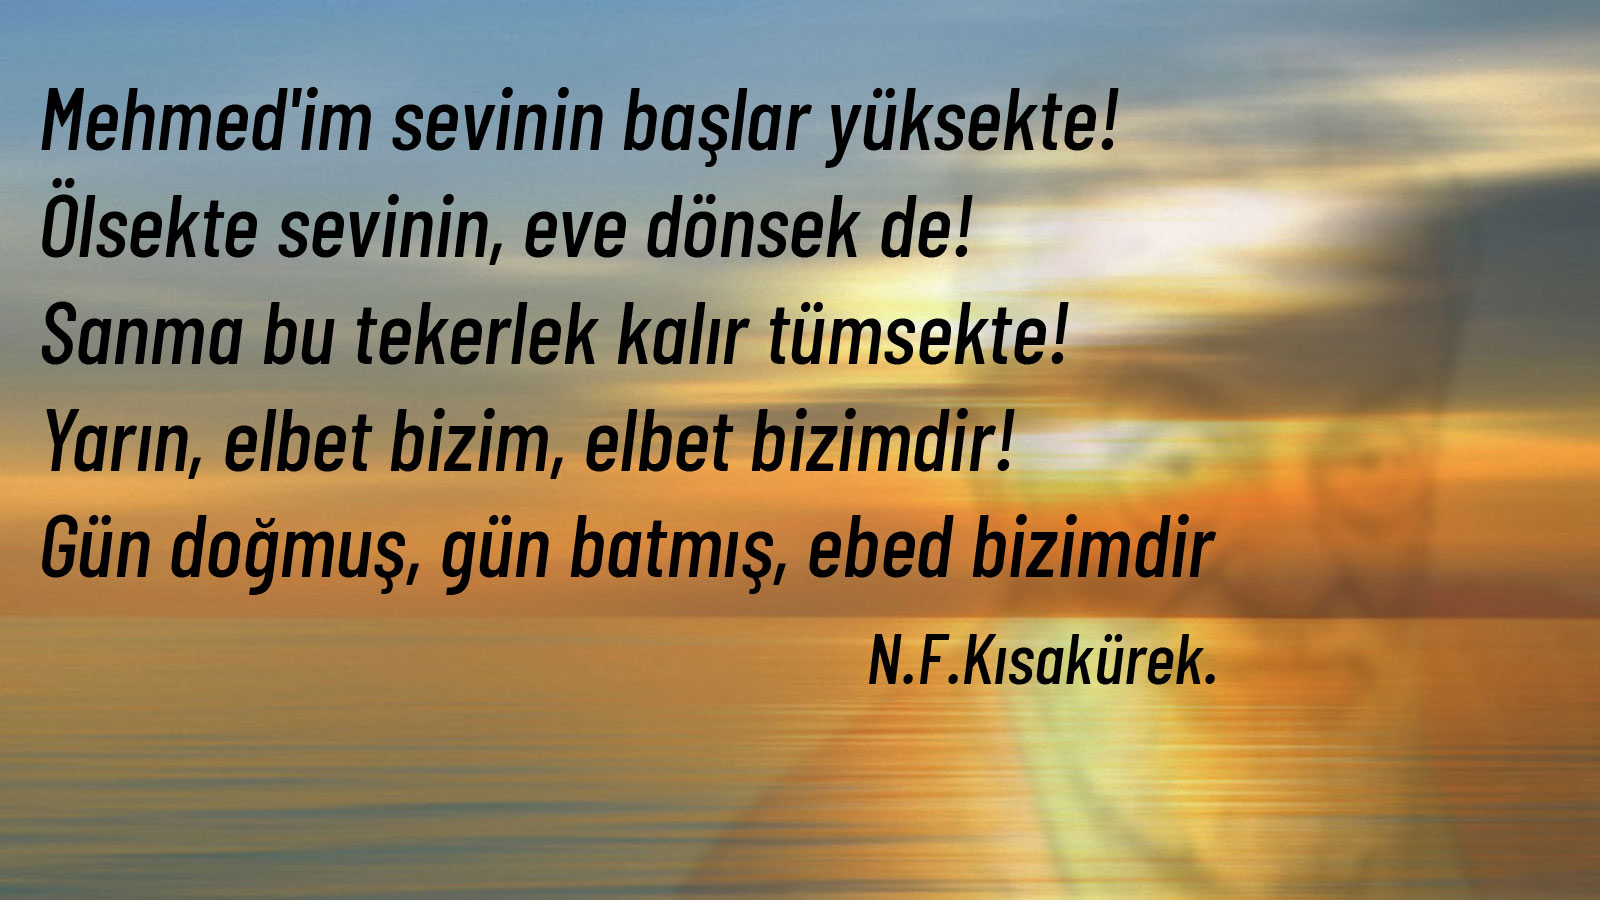 Mehmed'im sevinin başlar yüksekte!
Ölsekte sevinin, eve dönsek de!
Sanma bu tekerlek kalır tümsekte!
Yarın, elbet bizim, elbet bizimdir!
Gün doğmuş, gün batmış, ebed bizimdir
N.F.Kısakürek.